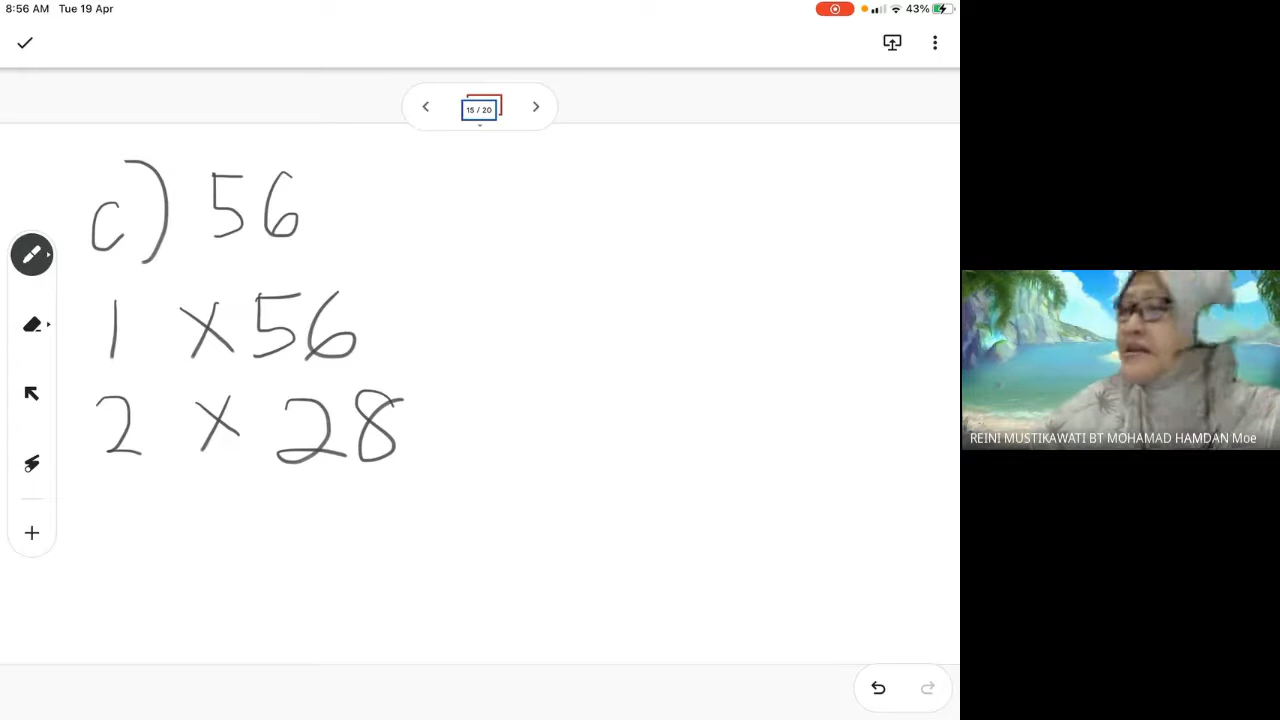 8:56 AM Tue 19 Apr
43%
15 / 20
c) 56
1 × 56
2 × 28
REINI MUSTIKAWATI BT MOHAMAD HAMDAN Moe